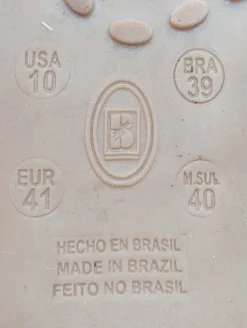 USA
10
BRA
39
B
EUR
41
M.SUL
40
HECHO EN BRASIL
MADE IN BRAZIL
FEITO NO BRASIL